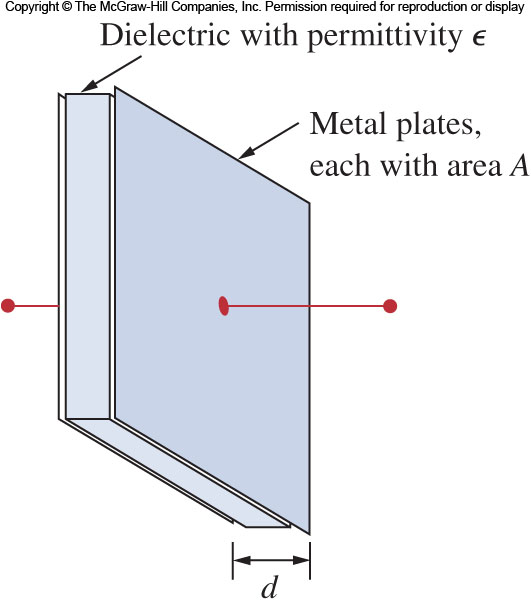 Copyright © The McGraw-Hill Companies, Inc. Permission required for reproduction or display
Dielectric with permittivity ϵ
Metal plates,
each with area A
d